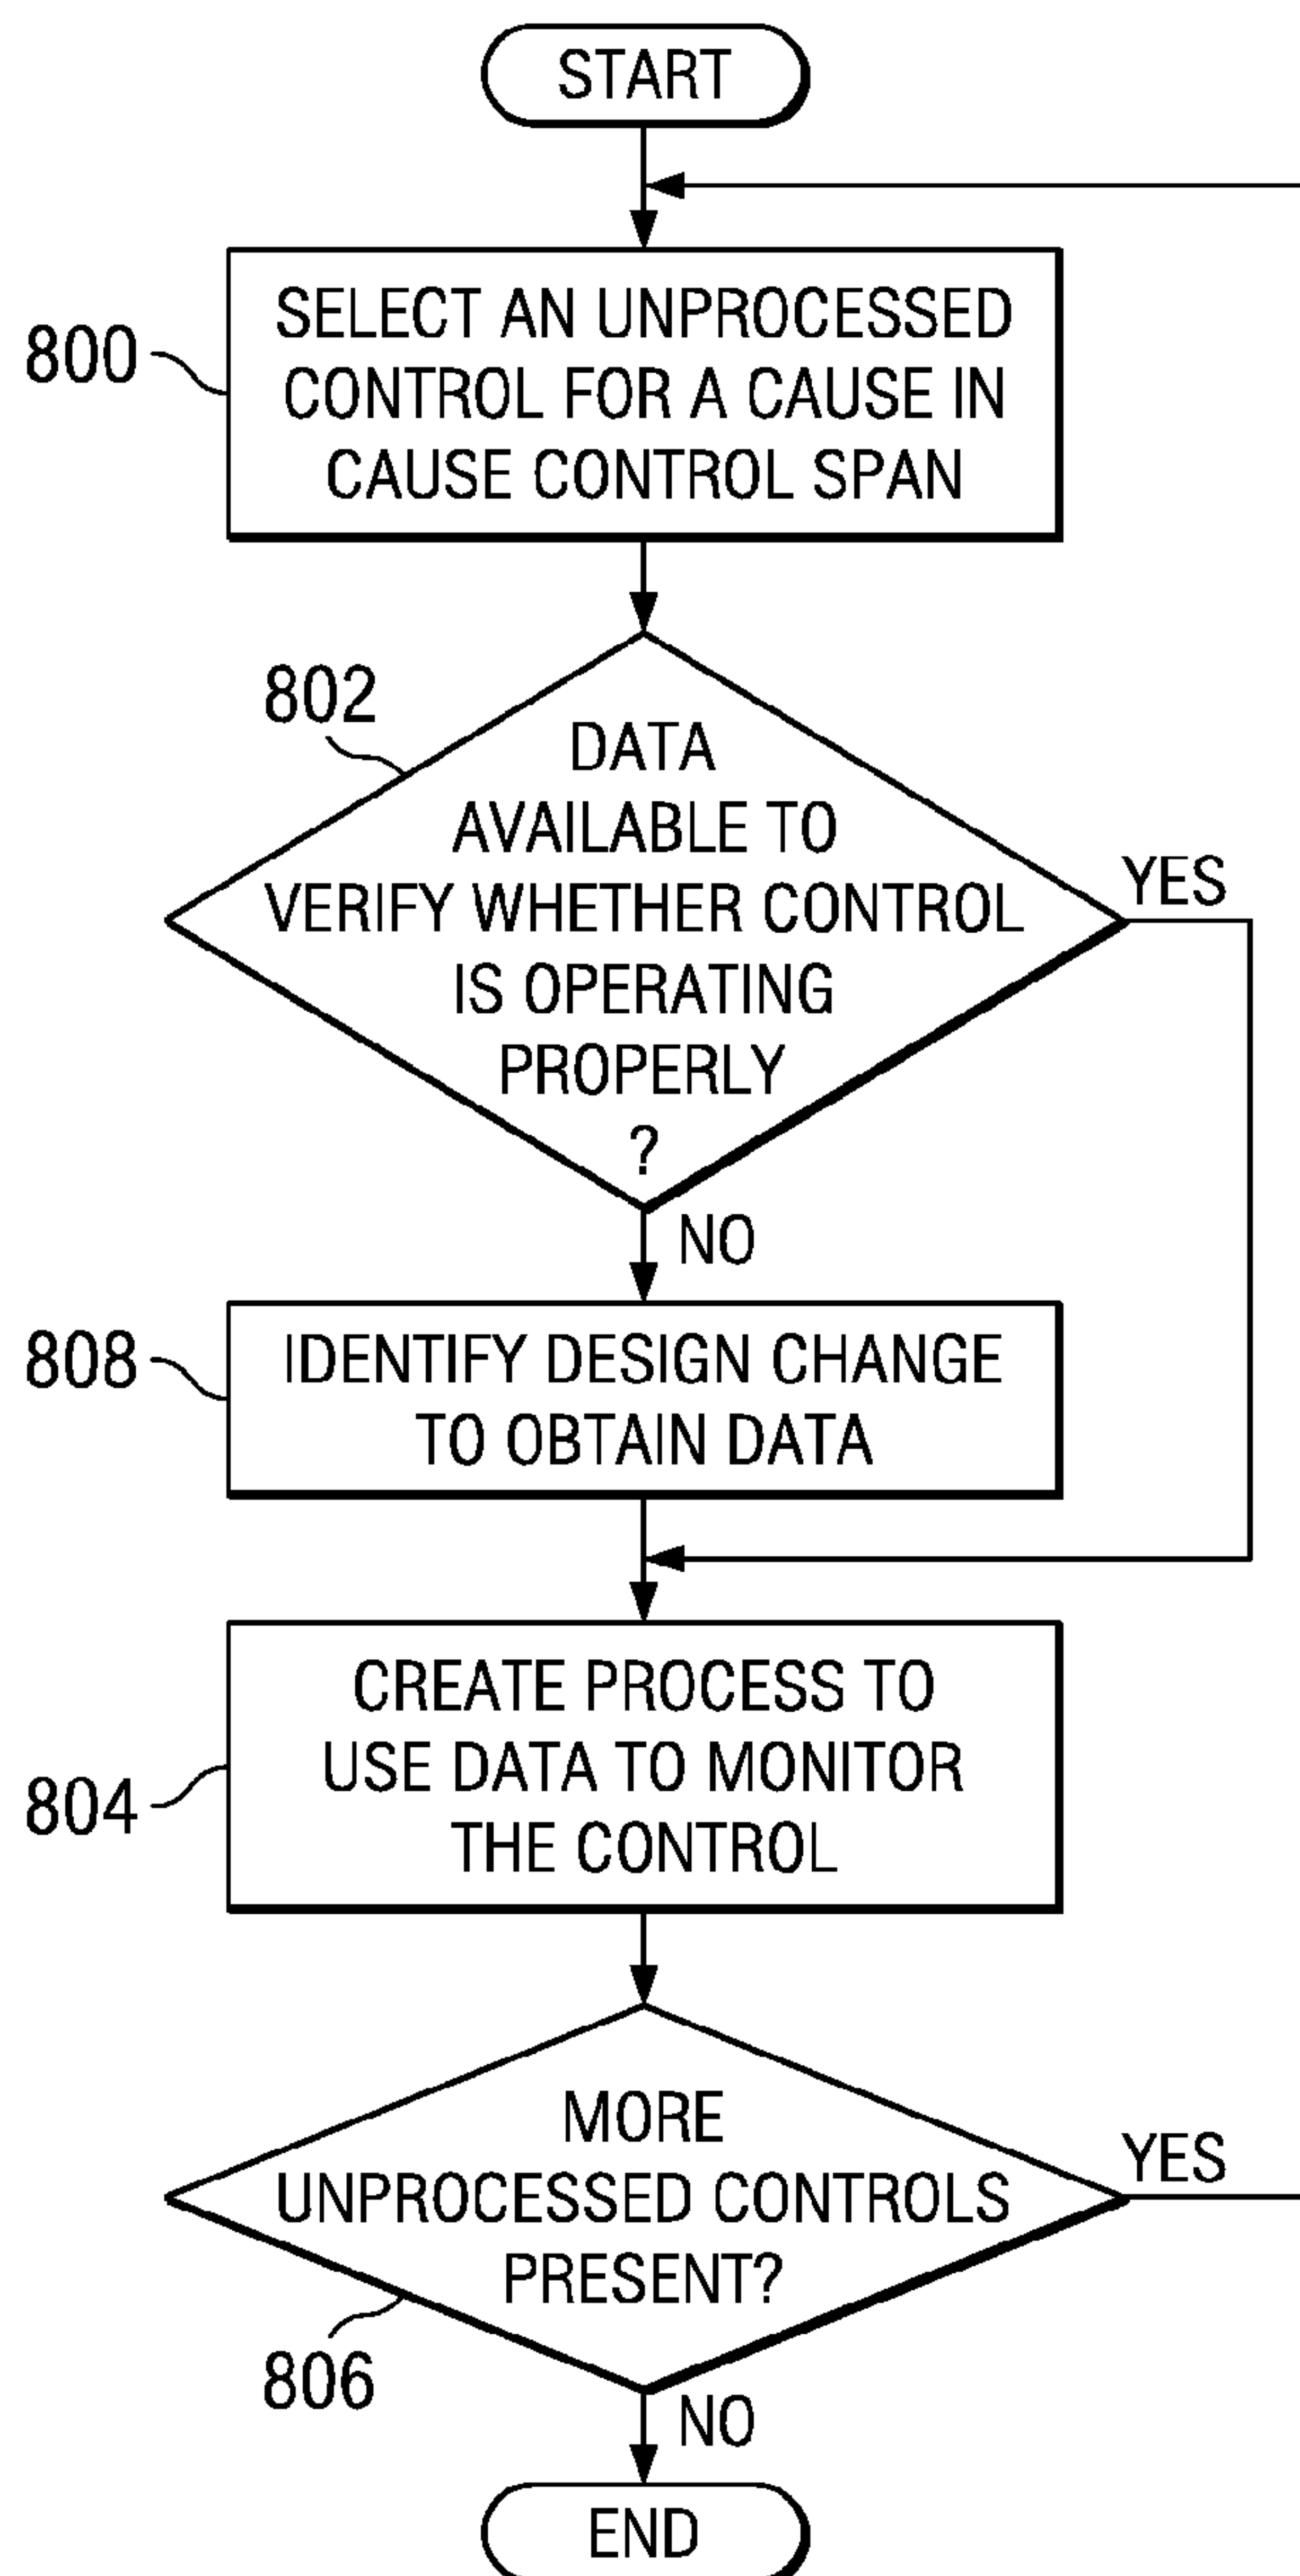 START
800
SELECT AN UNPROCESSED
CONTROL FOR A CAUSE IN
CAUSE CONTROL SPAN
802
DATA
AVAILABLE TO
VERIFY WHETHER CONTROL
IS OPERATING
PROPERLY
?
YES
NO
808
IDENTIFY DESIGN CHANGE
TO OBTAIN DATA
804
CREATE PROCESS TO
USE DATA TO MONITOR
THE CONTROL
MORE
UNPROCESSED CONTROLS
PRESENT?
YES
806
NO
END